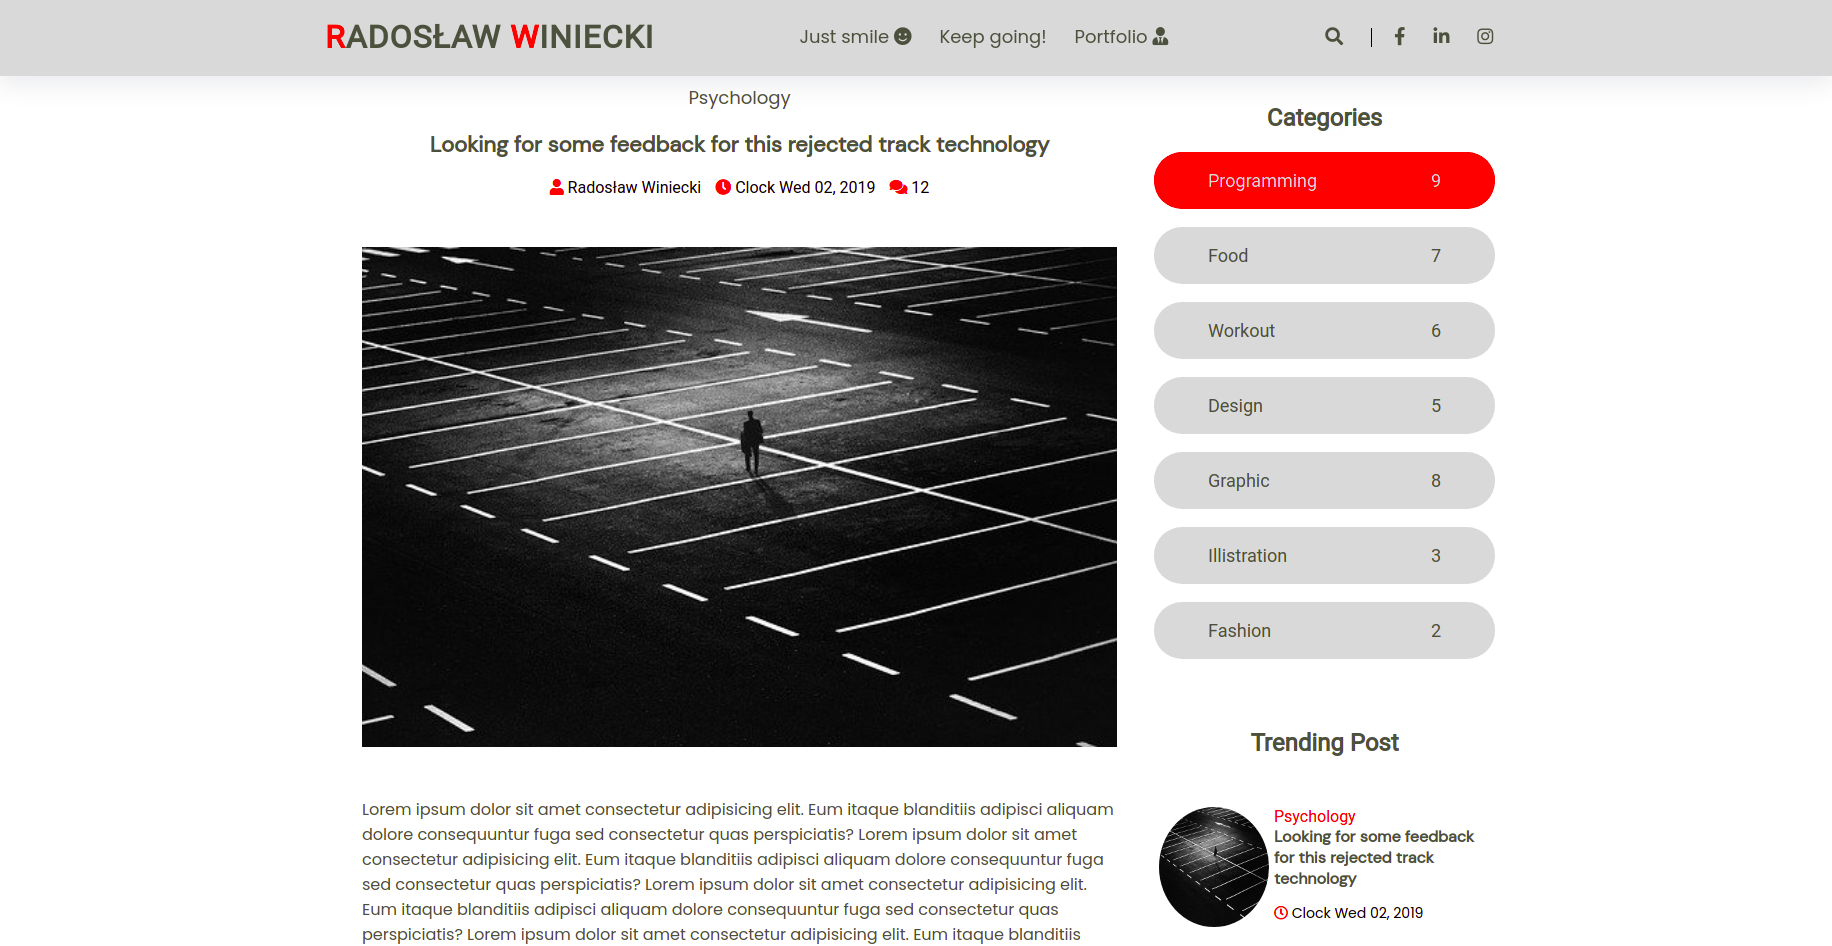 RADOSŁAW WINIECKI
Just smile Keep going! Portfolio
Psychology
Looking for some feedback for this rejected track technology
Radosław Winiecki Clock Wed 02, 2019 12
Lorem ipsum dolor sit amet consectetur adipisicing elit. Eum itaque blanditiis adipisci aliquam
dolore consequuntur fuga sed consectetur quas perspiciatis? Lorem ipsum dolor sit amet
consectetur adipisicing elit. Eum itaque blanditiis adipisci aliquam dolore consequuntur fuga
sed consectetur quas perspiciatis? Lorem ipsum dolor sit amet consectetur adipisicing elit.
Eum itaque blanditiis adipisci aliquam dolore consequuntur fuga sed consectetur quas
perspiciatis? Lorem ipsum dolor sit amet consectetur adipisicing elit. Eum itaque blanditiis
Categories
Programming 9
Food 7
Workout 6
Design 5
Graphic 8
Illistration 3
Fashion 2
Trending Post
Psychology
Looking for some feedback
for this rejected track
technology
Clock Wed 02, 2019